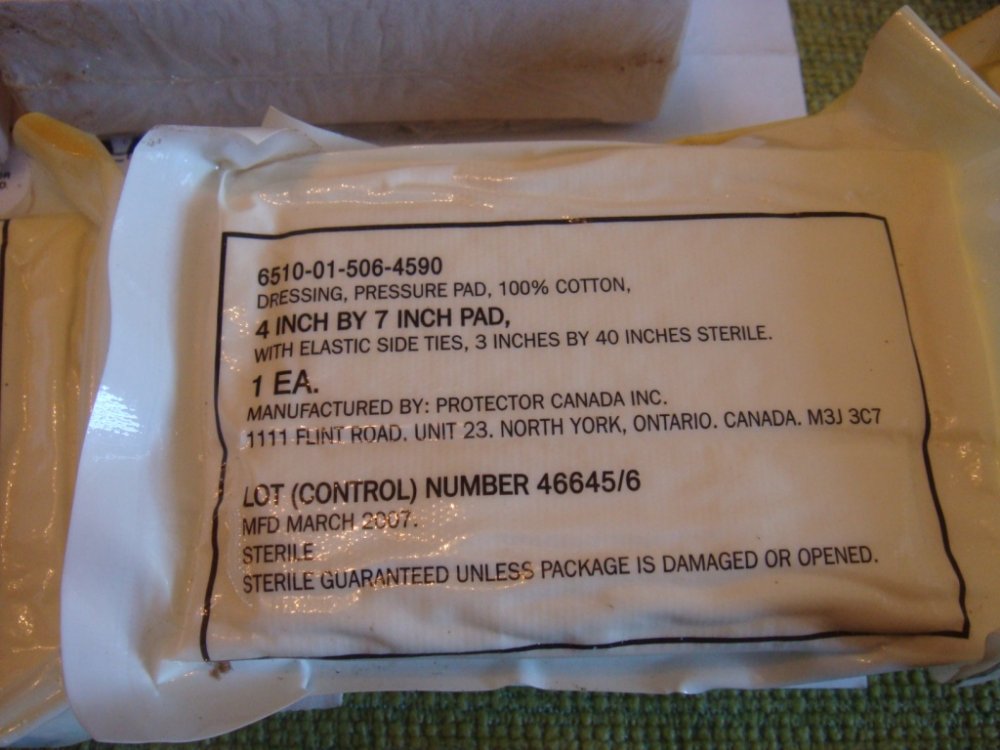 6510-01-506-4590
DRESSING, PRESSURE PAD, 100% COTTON,
4 INCH BY 7 INCH PAD,
WITH ELASTIC SIDE TIES, 3 INCHES BY 40 INCHES STERILE.
1 EA.
MANUFACTURED BY: PROTECTOR CANADA INC.
1111 FLINT ROAD. UNIT 23. NORTH YORK, ONTARIO. CANADA. M3J 3C7
LOT (CONTROL) NUMBER 46645/6
MFD MARCH 2007.
STERILE
STERILE GUARANTEED UNLESS PACKAGE IS DAMAGED OR OPENED.